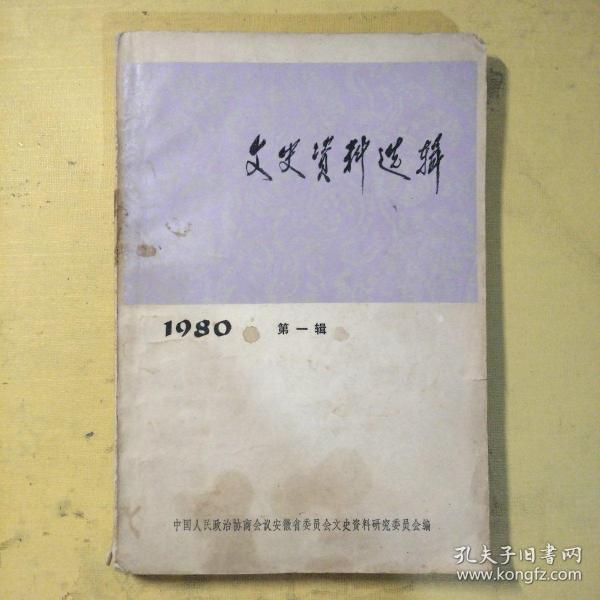 文史资料选辑
1980 第一辑
中国人民政治协商会议安徽省委员会文史资料研究委员会编
孔夫子旧书网
www.kongfz.com